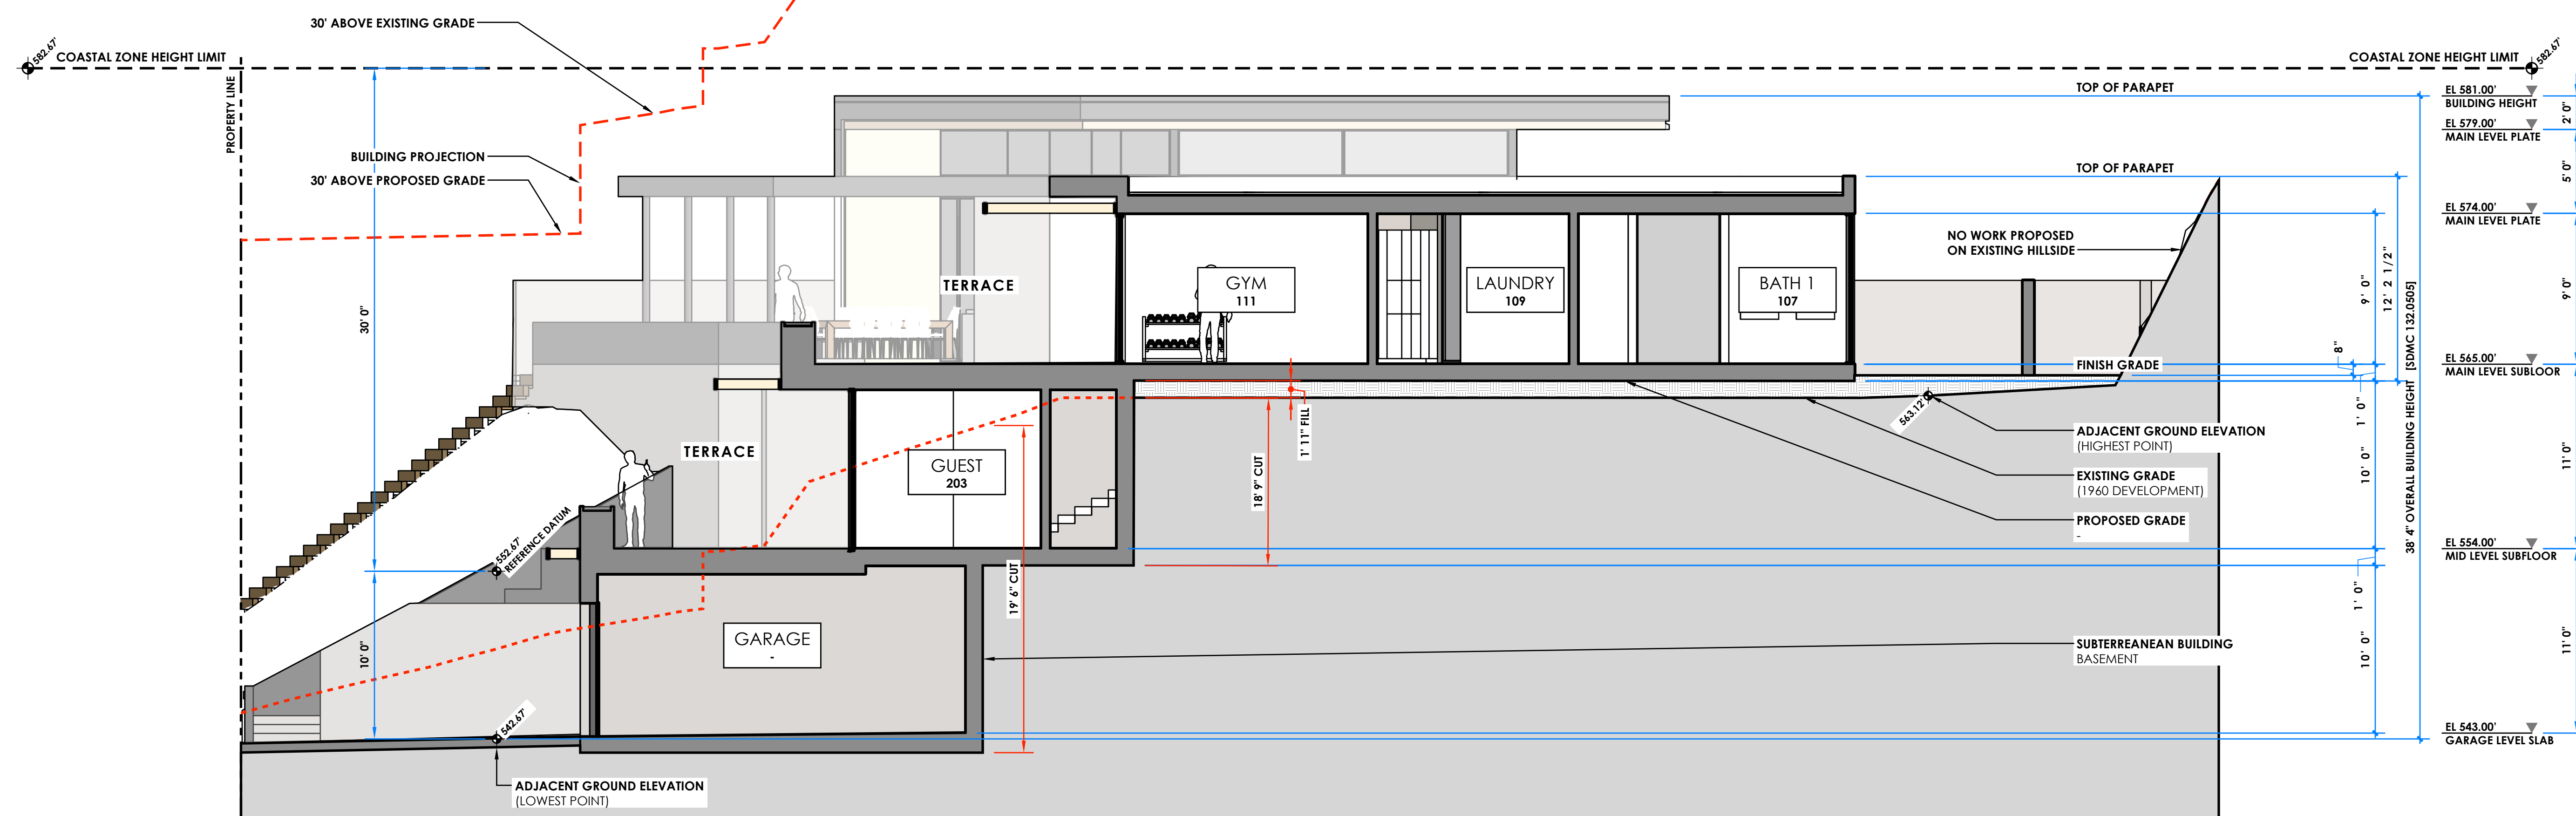 30' ABOVE EXISTING GRADE
582.67'
COASTAL ZONE HEIGHT LIMIT
COASTAL ZONE HEIGHT LIMIT
582.67'
PROPERTY LINE
TOP OF PARAPET
EL 581.00'
BUILDING HEIGHT
2' 0"
EL 579.00'
MAIN LEVEL PLATE
BUILDING PROJECTION
30' ABOVE PROPOSED GRADE
TOP OF PARAPET
5' 0"
EL 574.00'
MAIN LEVEL PLATE
NO WORK PROPOSED
ON EXISTING HILLSIDE
TERRACE
GYM
111
LAUNDRY
109
BATH 1
107
30' 0"
9' 0"
12' 2 1/2"
9' 0"
38' 4" OVERALL BUILDING HEIGHT [SDMC 132.0505]
8"
FINISH GRADE
EL 565.00'
MAIN LEVEL SUBLOOR
1' 0"
563.12'
1' 11" FILL
ADJACENT GROUND ELEVATION
(HIGHEST POINT)
TERRACE
GUEST
203
18' 9" CUT
10' 0"
11' 0"
EXISTING GRADE
(1960 DEVELOPMENT)
PROPOSED GRADE
-
552.67'
REFERENCE DATUM
EL 554.00'
MID LEVEL SUBFLOOR
19' 6" CUT
1' 0"
GARAGE
-
10' 0"
SUBTERREANEAN BUILDING
BASEMENT
10' 0"
11' 0"
542.67'
EL 543.00'
GARAGE LEVEL SLAB
ADJACENT GROUND ELEVATION
(LOWEST POINT)